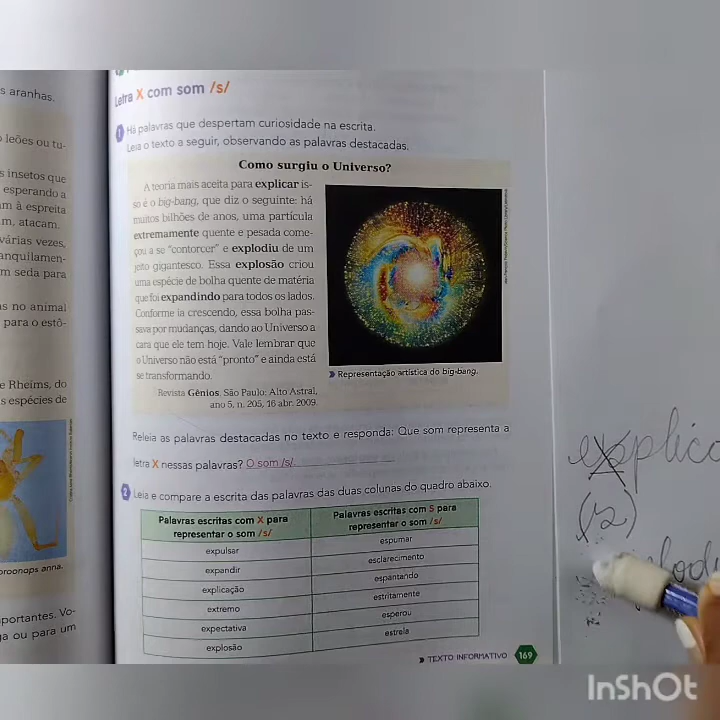 s aranhas.
o leões ou tu-
s insetos que
esperando a
am à espreita
m, atacam.
várias vezes,
anquilamen-
m seda para
as no animal
para o estô-
e Rheims, do
s espécies de
proonops anna.
portantes. Vo-
ga ou para um
Letra X com som /s/
1 Há palavras que despertam curiosidade na escrita.
Leia o texto a seguir, observando as palavras destacadas.
Como surgiu o Universo?
A teoria mais aceita para explicar is-
so é o big-bang, que diz o seguinte: há
muitos bilhões de anos, uma partícula
extremamente quente e pesada come-
çou a se "contorcer" e explodiu de um
jeito gigantesco. Essa explosão criou
uma espécie de bolha quente de matéria
que foi expandindo para todos os lados.
Conforme ia crescendo, essa bolha pas-
sava por mudanças, dando ao Universo a
cara que ele tem hoje. Vale lembrar que
o Universo não está "pronto" e ainda está
se transformando.
Revista Gênios, São Paulo: Alto Astral,
ano 5, n. 205, 16 abr. 2009.
Representação artística do big-bang.
Releia as palavras destacadas no texto e responda: Que som representa a
letra X nessas palavras? O som /s/.
2 Leia e compare a escrita das palavras das duas colunas do quadro abaixo.
Palavras escritas com X para representar o som /s/
Palavras escritas com S para representar o som /s/
expulsar
espumar
expandir
esclarecimento
explicação
espantando
extremo
estritamente
expectativa
esperou
explosão
estrela
TEXTO INFORMATIVO 169
explica
(s)
InShOt